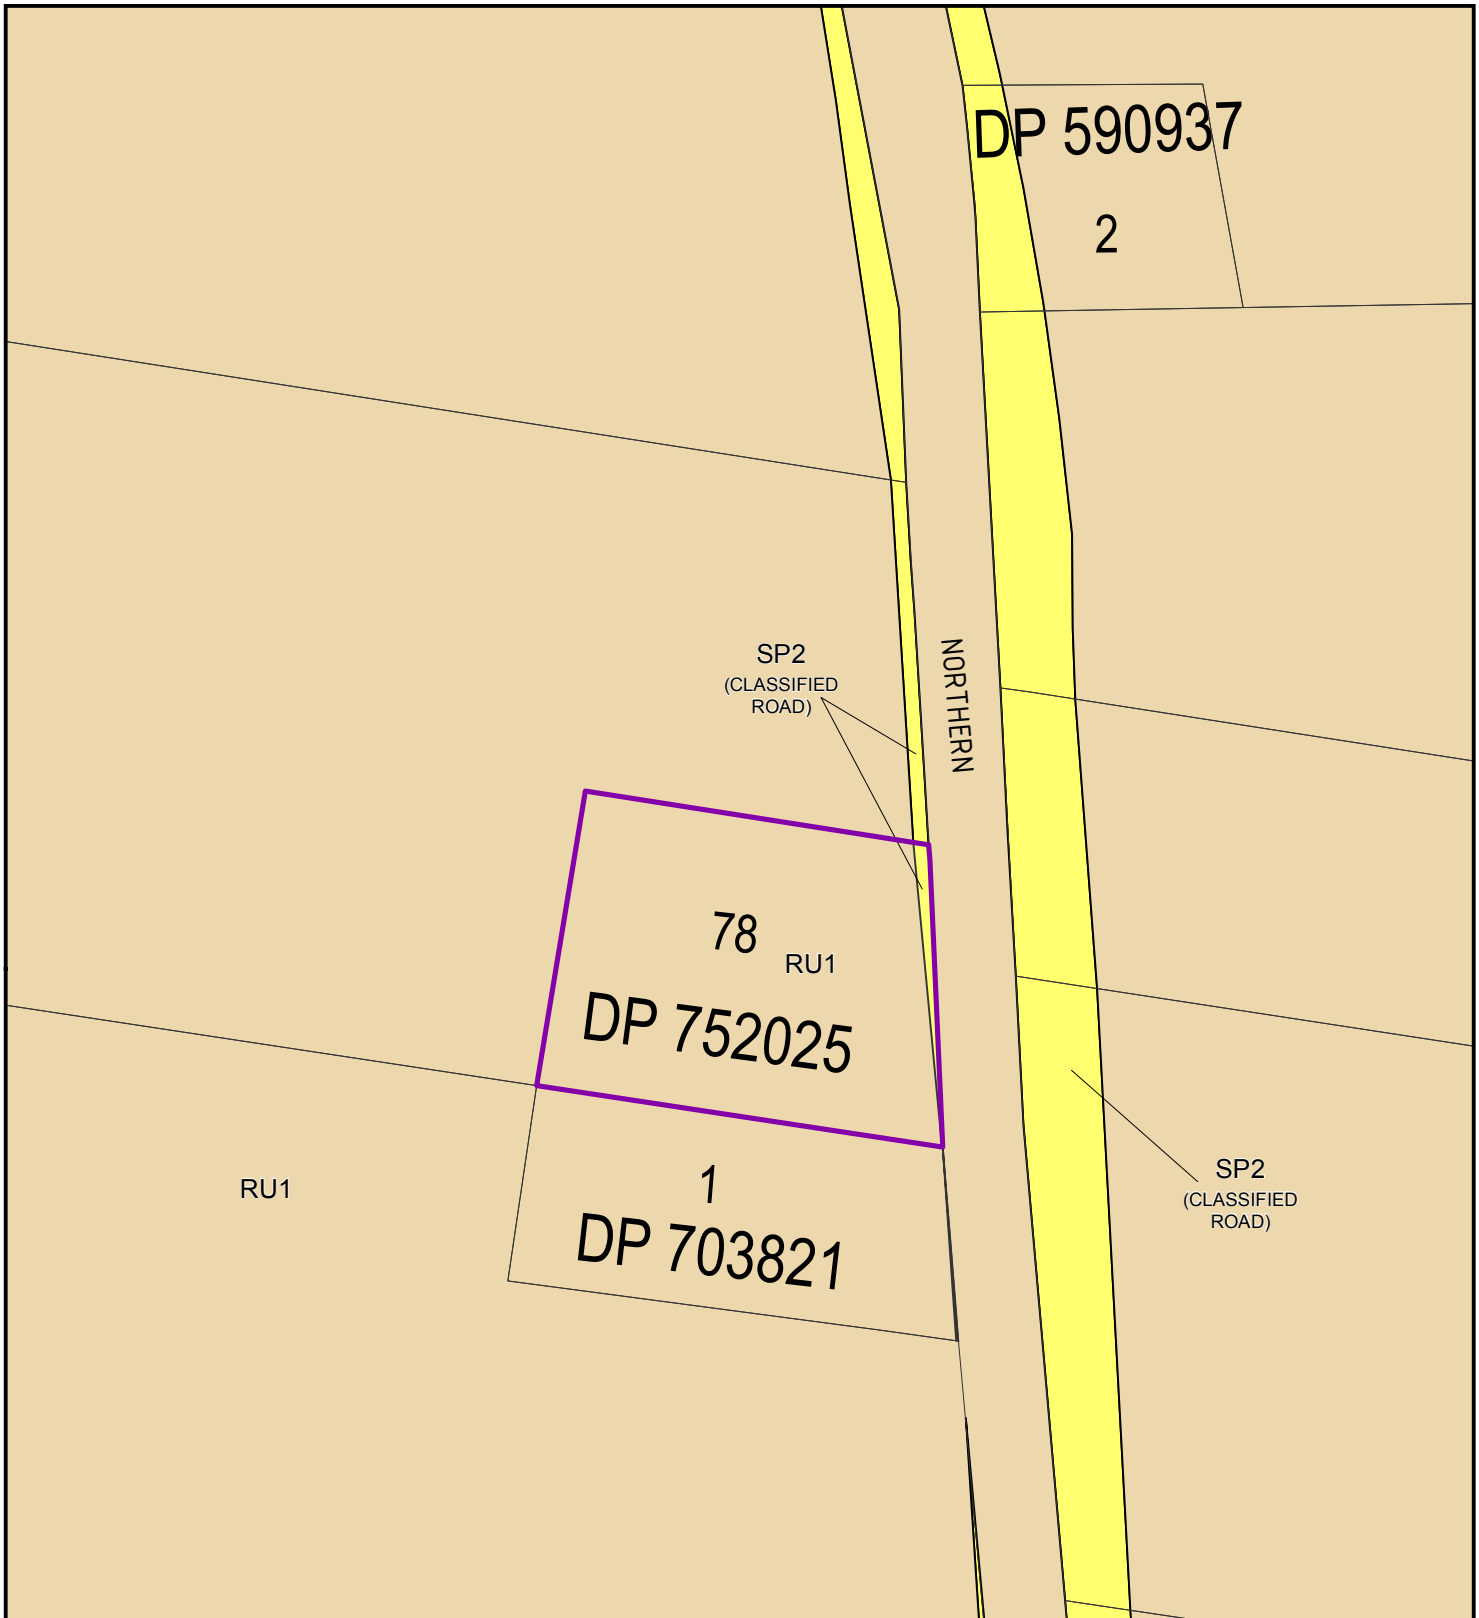 DP 590937
2
SP2
(CLASSIFIED
ROAD)
NORTHERN
78
RU1
DP 752025
1
DP 703821
RU1
SP2
(CLASSIFIED
ROAD)